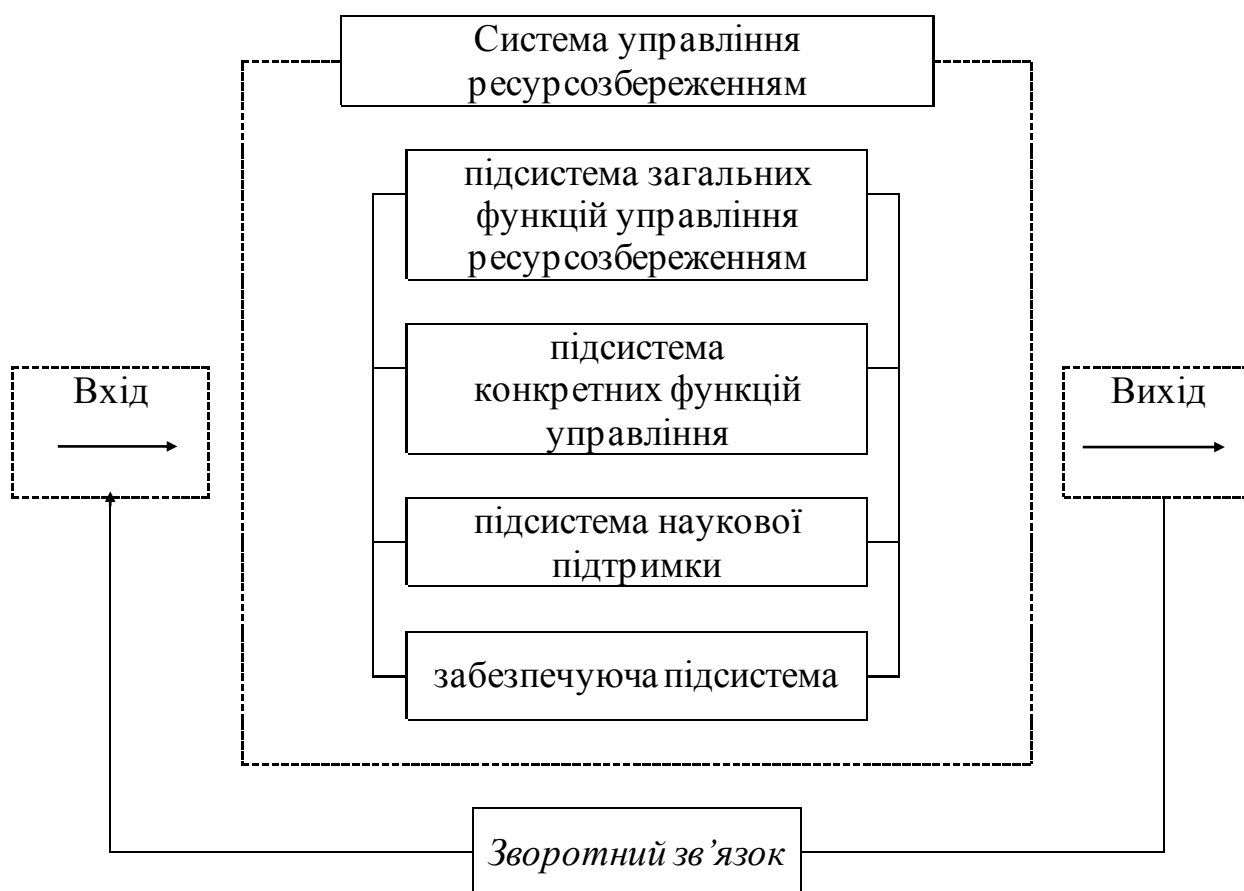 Система управління
ресурсозбереженням
підсистема загальних
функцій управління
ресурсозбереженням
підсистема
конкретних функцій
управління
Вхід
Вихід
підсистема наукової
підтримки
забезпечуюча підсистема
Зворотний зв’язок